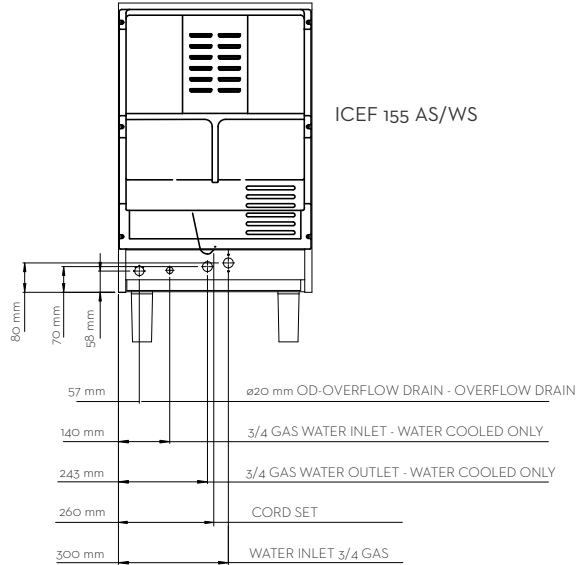 ICEF 155 AS/WS
80 mm
70 mm
58 mm
57 mm ø20 mm OD-OVERFLOW DRAIN - OVERFLOW DRAIN
140 mm 3/4 GAS WATER INLET - WATER COOLED ONLY
243 mm 3/4 GAS WATER OUTLET - WATER COOLED ONLY
260 mm CORD SET
300 mm WATER INLET 3/4 GAS